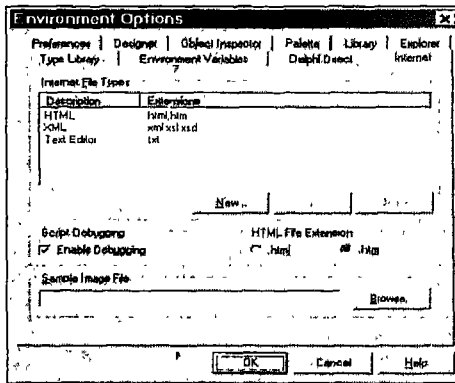 Environment Options
Preferences Designer Object Inspector Palette Library Explorer
Type Library Environment Variables Delphi Direct Internet
Internet File Types
Description Extensions
HTML html,htm
XML xml xsl xsd
Text Editor txt
New...
Script Debugging HTML File Extension
Enable Debugging .html .htm
Sample Image File
Browse...
OK Cancel Help